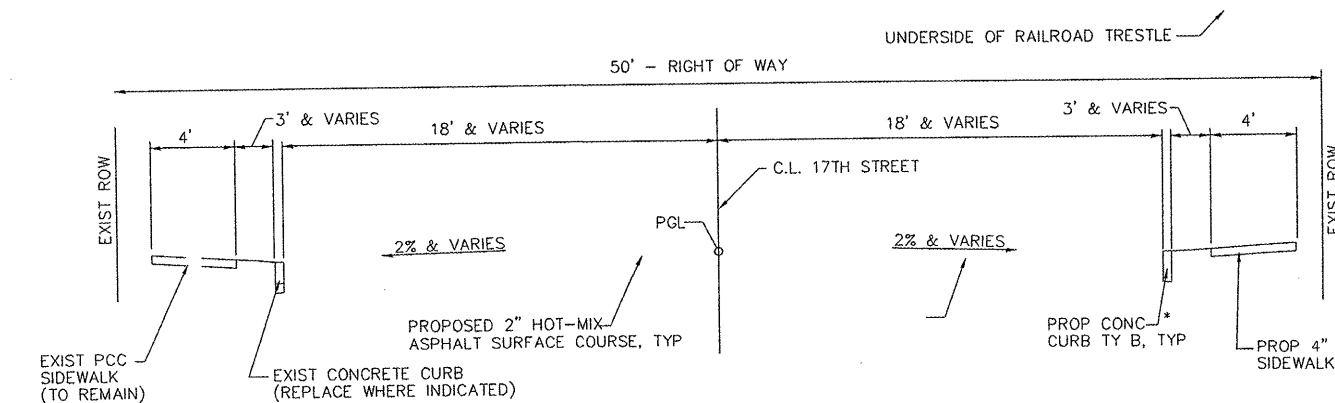 UNDERSIDE OF RAILROAD TRESTLE
50' - RIGHT OF WAY
3' & VARIES
3' & VARIES
4'
18' & VARIES
18' & VARIES
4'
C.L. 17TH STREET
EXIST ROW
EXIST ROW
PGL
2% & VARIES
2% & VARIES
PROPOSED 2" HOT-MIX
ASPHALT SURFACE COURSE, TYP
PROP CONC *
CURB TY B, TYP
PROP 4"
SIDEWALK
EXIST PCC
SIDEWALK
(TO REMAIN)
EXIST CONCRETE CURB
(REPLACE WHERE INDICATED)